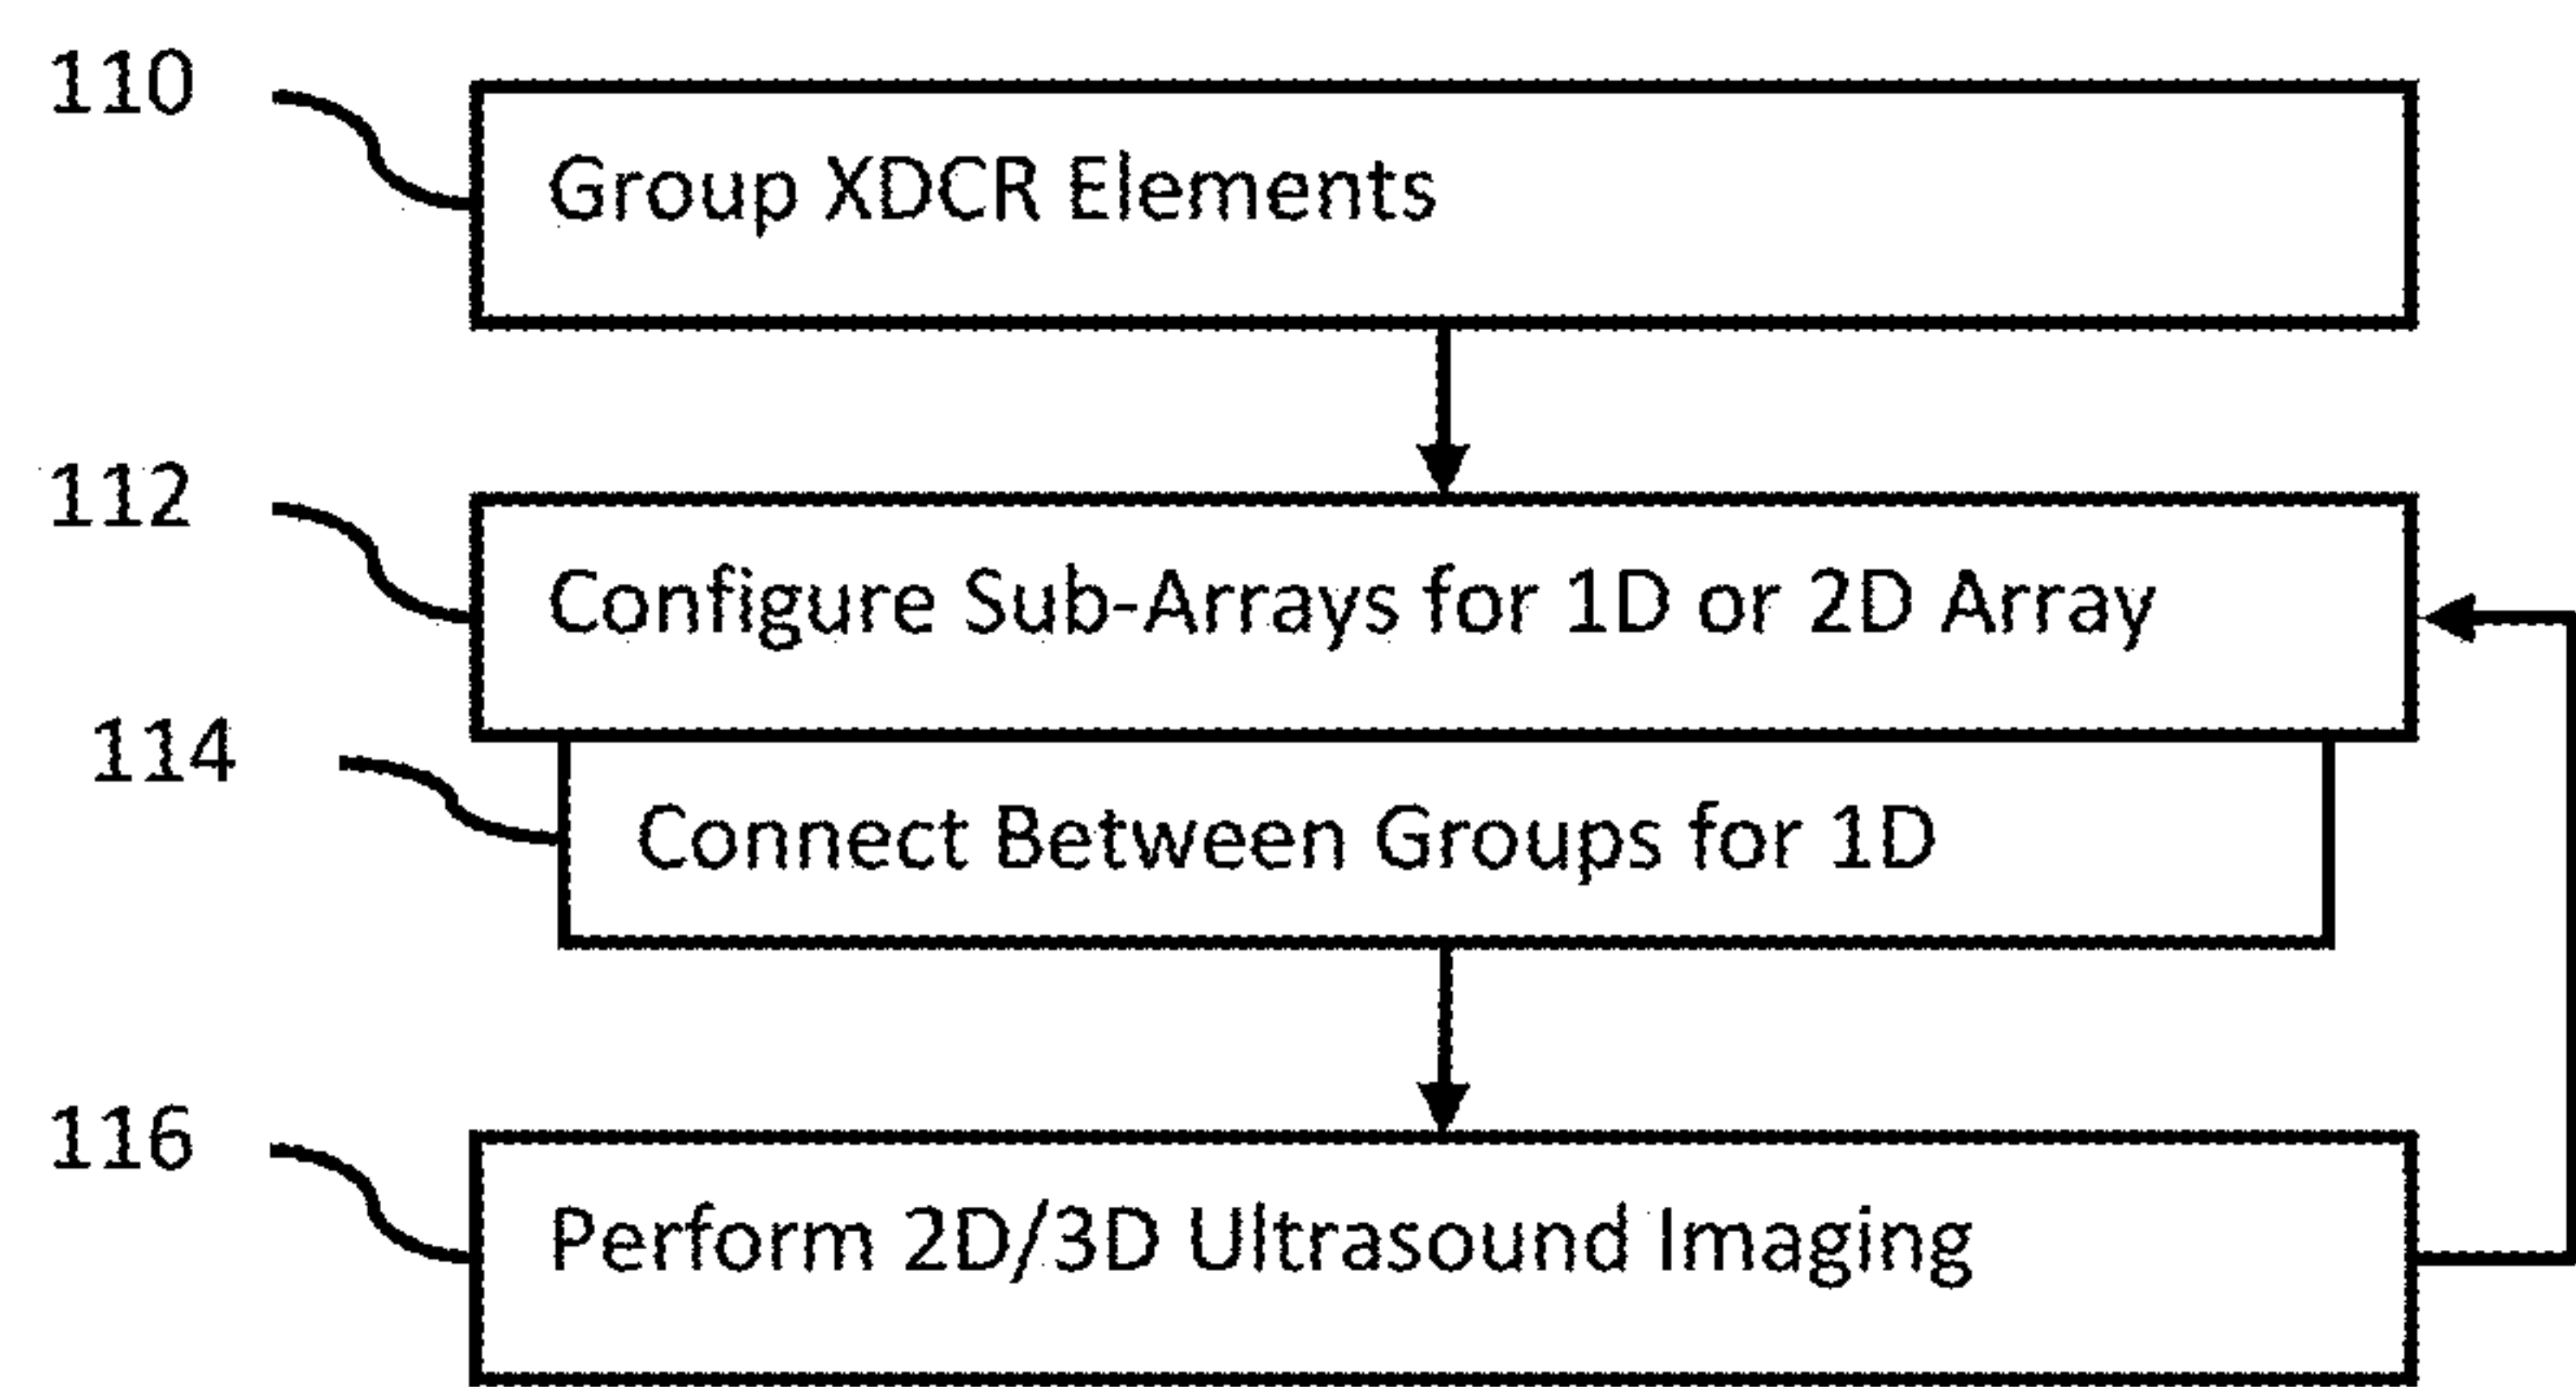 110
Group XDCR Elements
112
Configure Sub-Arrays for 1D or 2D Array
114
Connect Between Groups for 1D
116
Perform 2D/3D Ultrasound Imaging